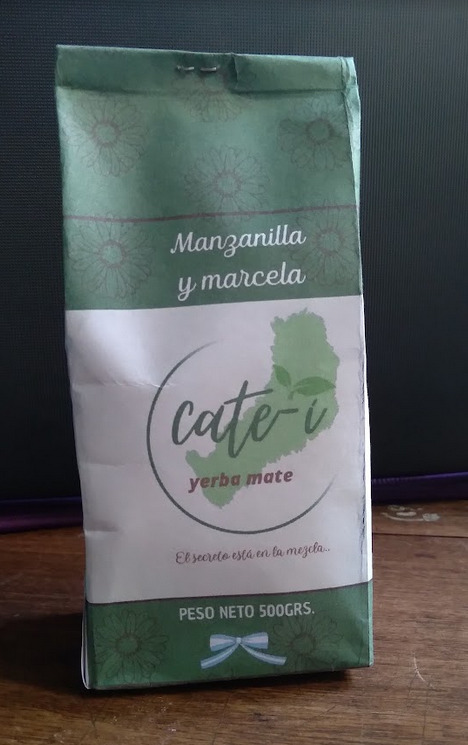 Manzanilla
y marcela
cate-i
yerba mate
El secreto está en la mezcla..
PESO NETO 500GRS.